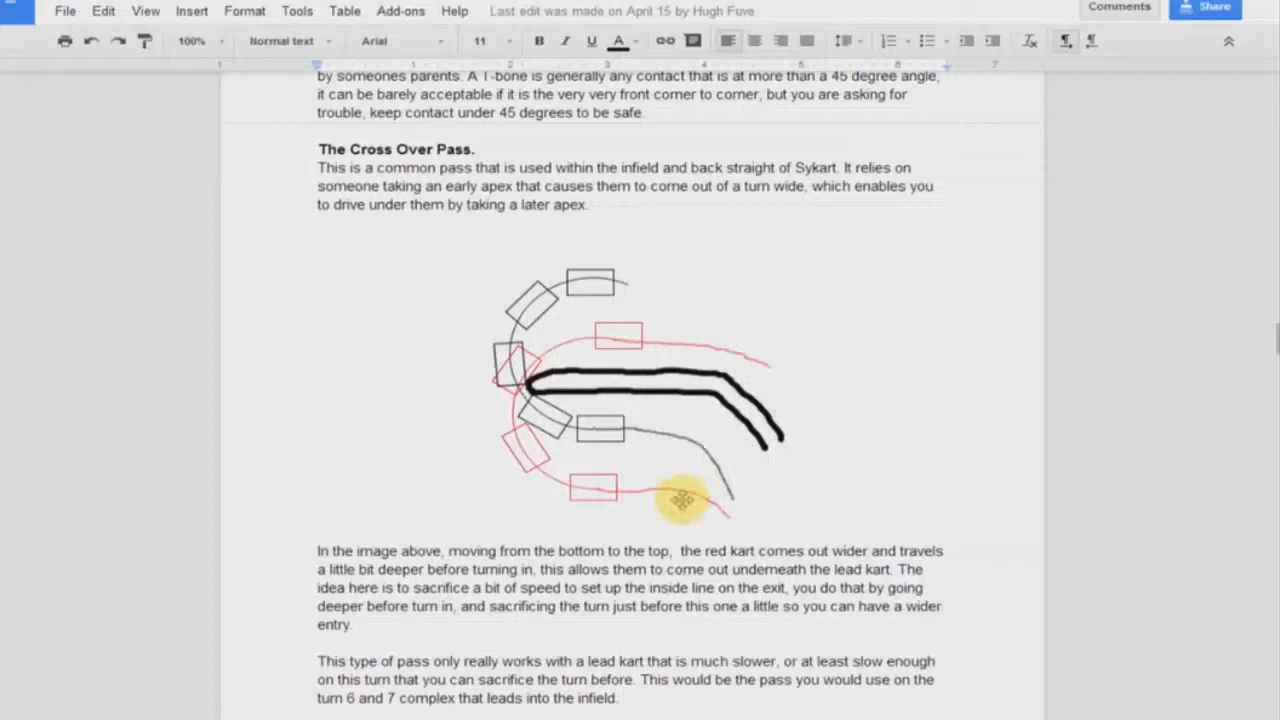 File Edit View Insert Format Tools Table Add-ons Help Last edit was made on April 15 by Hugh Fuve
Comments Share
100% Normal text Arial 11 B I U A
1 1 2 3 4 5 6 7
by someones parents. A T-bone is generally any contact that is at more than a 45 degree angle,
it can be barely acceptable if it is the very very front corner to corner, but you are asking for
trouble, keep contact under 45 degrees to be safe.
The Cross Over Pass.
This is a common pass that is used within the infield and back straight of Sykart. It relies on
someone taking an early apex that causes them to come out of a turn wide, which enables you
to drive under them by taking a later apex.
In the image above, moving from the bottom to the top, the red kart comes out wider and travels
a little bit deeper before turning in, this allows them to come out underneath the lead kart. The
idea here is to sacrifice a bit of speed to set up the inside line on the exit, you do that by going
deeper before turn in, and sacrificing the turn just before this one a little so you can have a wider
entry.
This type of pass only really works with a lead kart that is much slower, or at least slow enough
on this turn that you can sacrifice the turn before. This would be the pass you would use on the
turn 6 and 7 complex that leads into the infield.